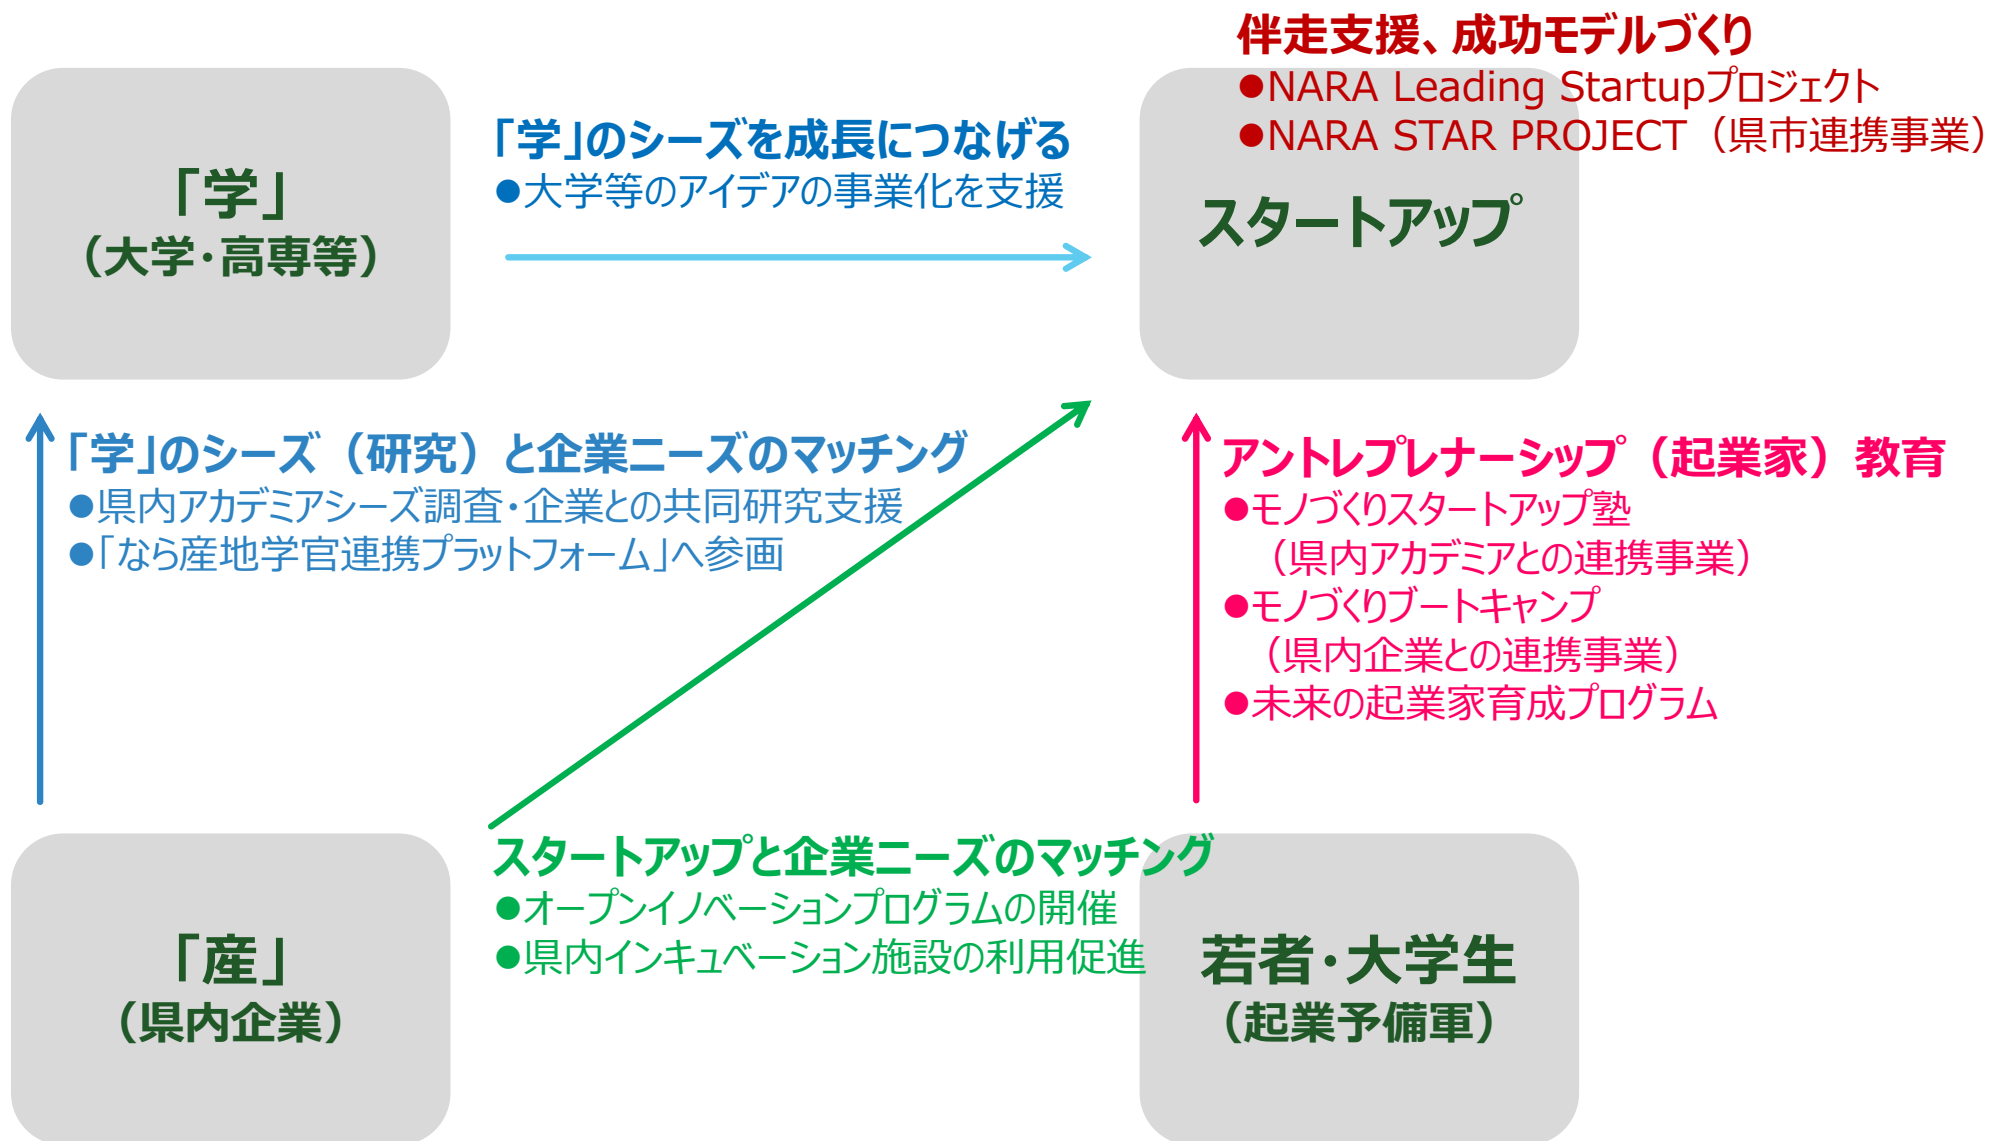 伴走支援、成功モデルづくり
●NARA Leading Startupプロジェクト
●NARA STAR PROJECT（県市連携事業）
「学」
（大学・高専等）
「学」のシーズを成長につなげる
●大学等のアイデアの事業化を支援
スタートアップ
「学」のシーズ（研究）と企業ニーズのマッチング
●県内アカデミアシーズ調査・企業との共同研究支援
●「なら産地学官連携プラットフォーム」へ参画
アントレプレナーシップ（起業家）教育
●モノづくりスタートアップ塾
（県内アカデミアとの連携事業）
●モノづくりブートキャンプ
（県内企業との連携事業）
●未来の起業家育成プログラム
スタートアップと企業ニーズのマッチング
●オープンイノベーションプログラムの開催
●県内インキュベーション施設の利用促進
「産」
（県内企業）
若者・大学生
（起業予備軍）